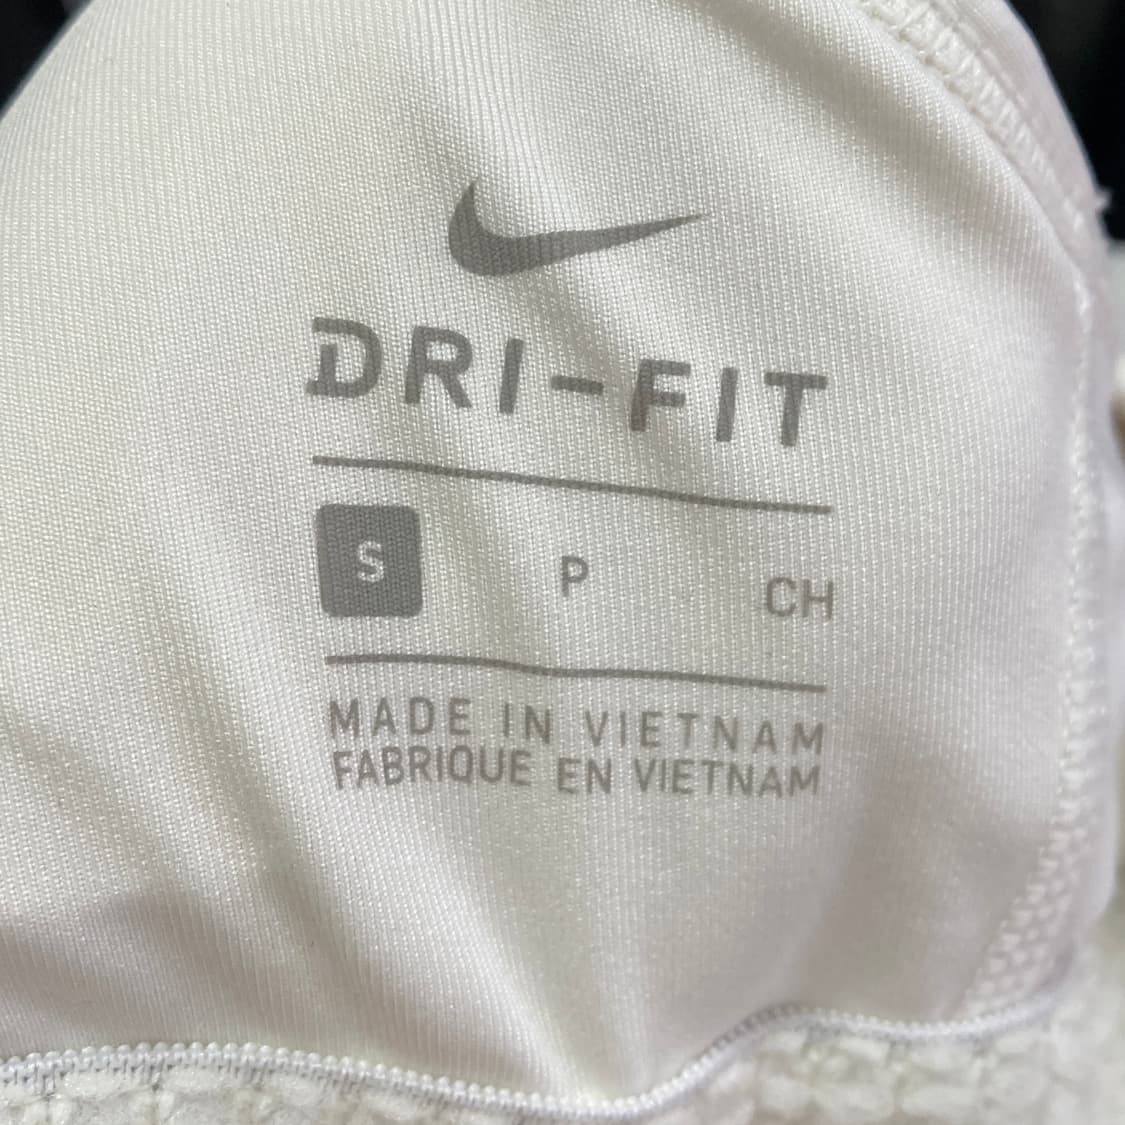 DRI-FIT
S P CH
MADE IN VIETNAM
FABRIQUE EN VIETNAM